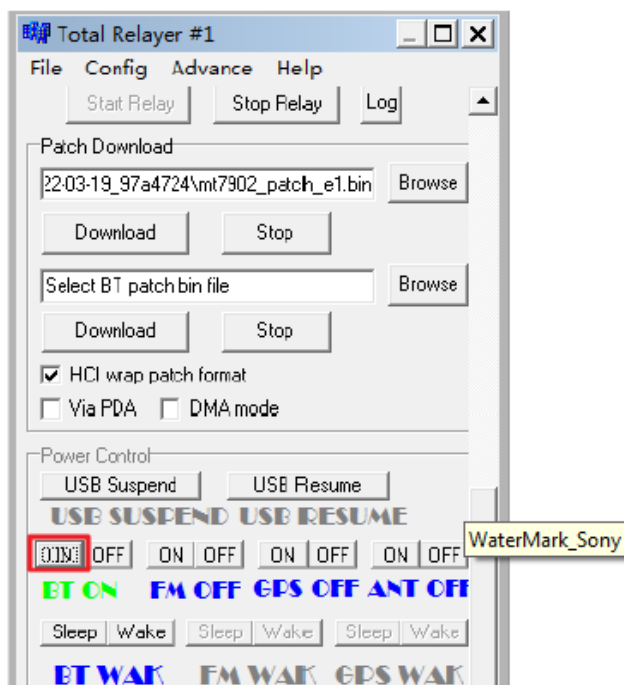 Total Relayer #1
File Config Advance Help
Start Relay Stop Relay Log
Patch Download
22-03-19_97a4724\mt7902_patch_e1.bin Browse
Download Stop
Select BT patch bin file Browse
Download Stop
HCI wrap patch format
Via PDA DMA mode
Power Control
USB Suspend USB Resume
USB SUSPEND USB RESUME
ON OFF ON OFF ON OFF ON OFF
WaterMark_Sony
BT ON FM OFF GPS OFF ANT OFF
Sleep Wake Sleep Wake Sleep Wake
BT WAK FM WAK GPS WAK